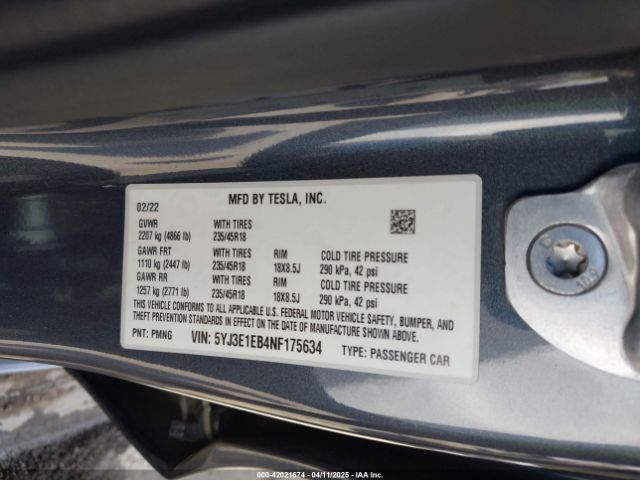 MFD BY TESLA, INC.
02/22
GVWR WITH TIRES
2207 kg (4866 lb) 235/45R18
GAWR FRT WITH TIRES RIM COLD TIRE PRESSURE
1110 kg (2447 lb) 235/45R18 18X8.5J 290 kPa, 42 psi
GAWR RR WITH TIRES RIM COLD TIRE PRESSURE
1257 kg (2771 lb) 235/45R18 18X8.5J 290 kPa, 42 psi
THIS VEHICLE CONFORMS TO ALL APPLICABLE U.S. FEDERAL MOTOR VEHICLE SAFETY, BUMPER, AND
THEFT PREVENTION STANDARDS IN EFFECT ON THE DATE OF MANUFACTURE SHOWN ABOVE.
PNT: PMNG VIN: 5YJ3E1EB4NF175634 TYPE: PASSENGER CAR
10.9
000-42021674 - 04/11/2025 - IAA Inc.